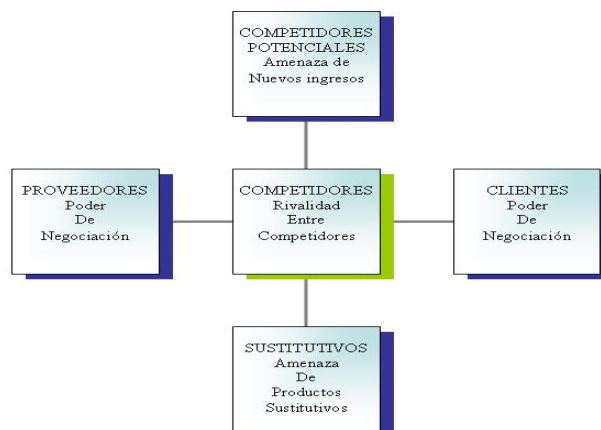 COMPETIDORES
POTENCIALES
Amenaza de
Nuevos ingresos
PROVEEDORES
Poder
De
Negociación
COMPETIDORES
Rivalidad
Entre
Competidores
CLIENTES
Poder
De
Negociación
SUSTITUTIVOS
Amenaza
De
Productos
Sustitutivos